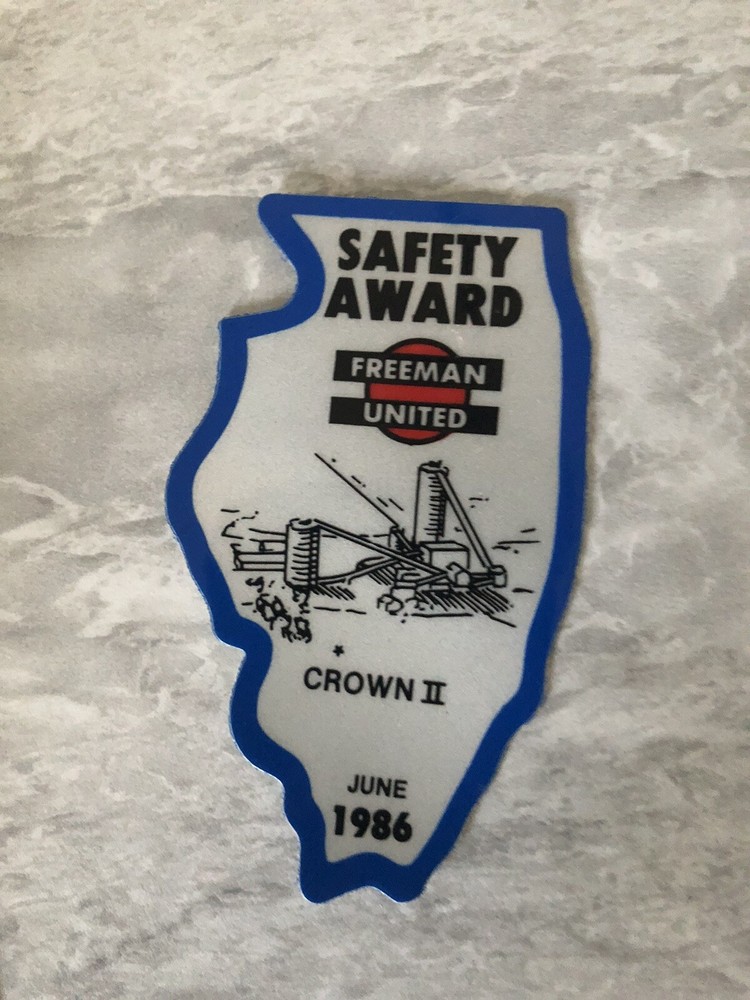 SAFETY
AWARD
FREEMAN
UNITED
CROWN II
JUNE
1986